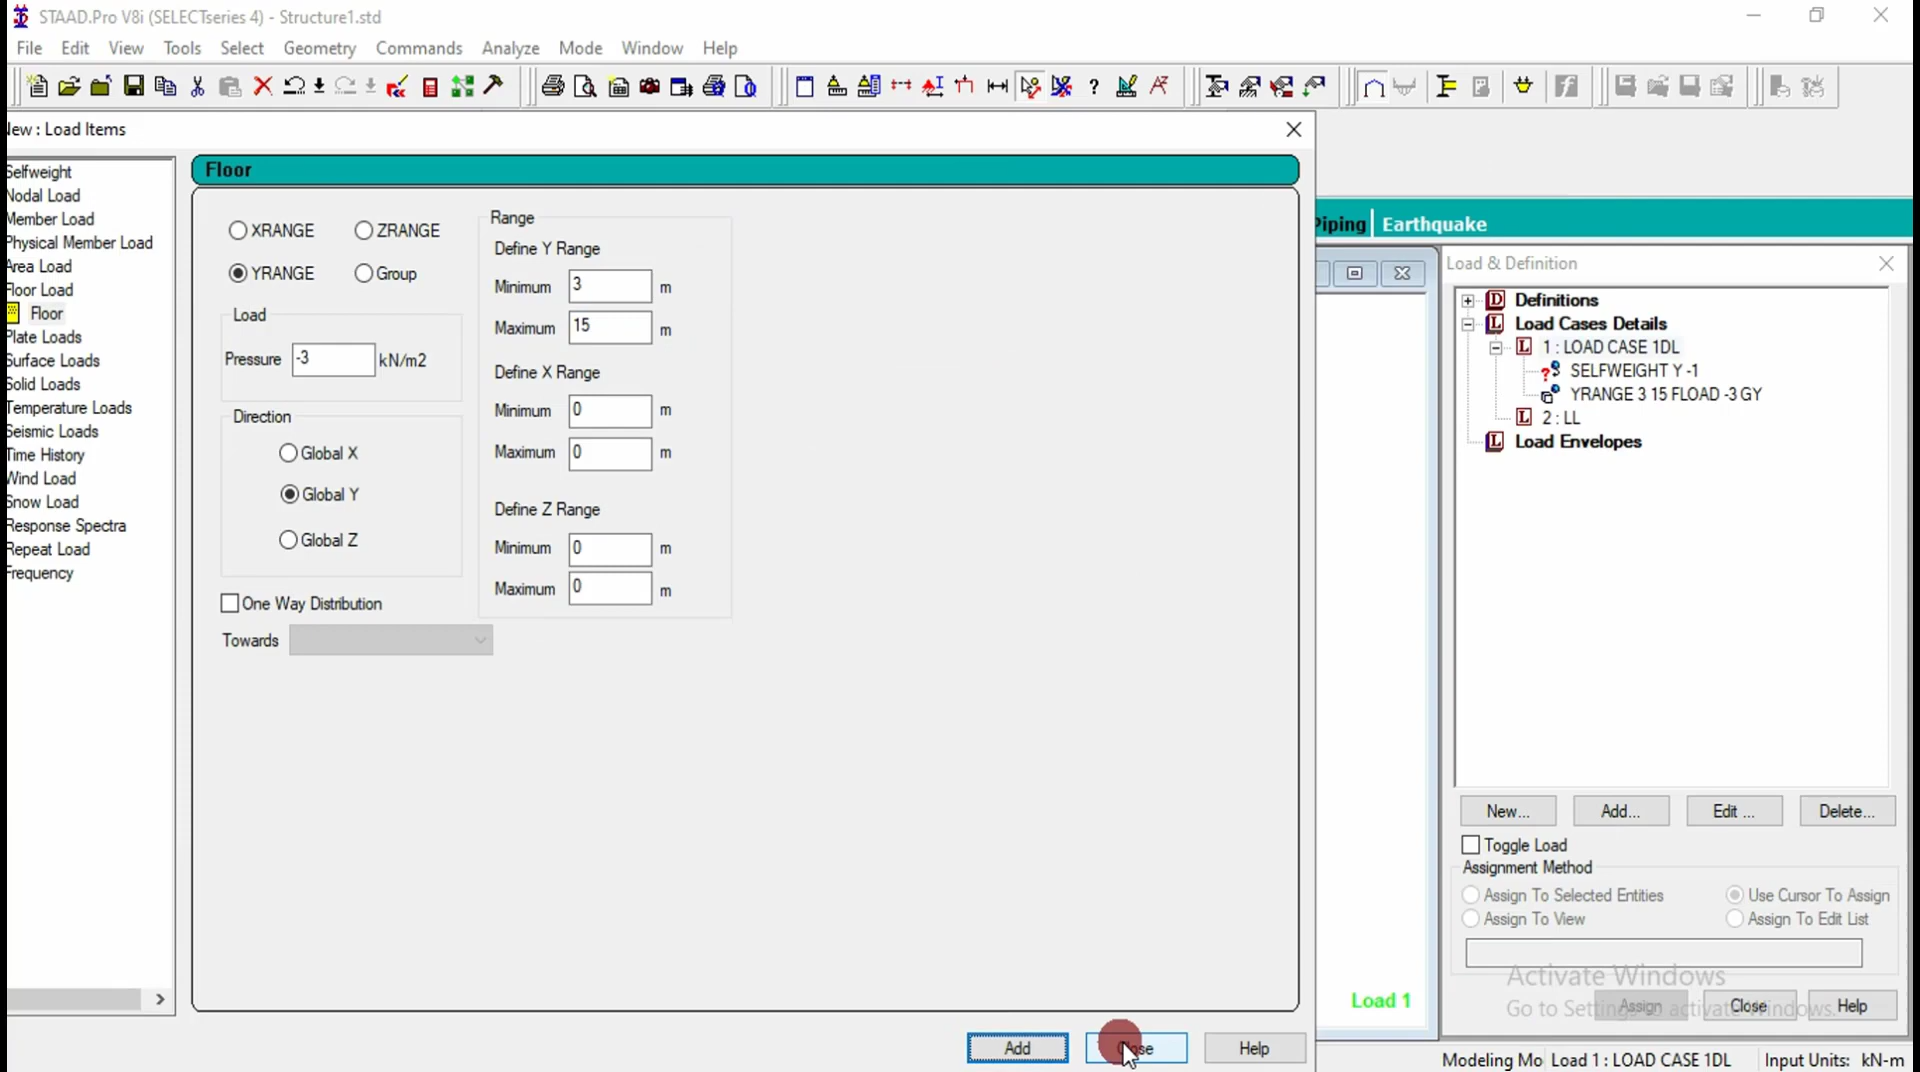 STAAD.Pro V8i (SELECTseries 4) - Structure1.std
File Edit View Tools Select Geometry Commands Analyze Mode Window Help
ew : Load Items
Selfweight
Nodal Load
Member Load
Physical Member Load
Area Load
Floor Load
Floor
Plate Loads
Surface Loads
Solid Loads
Temperature Loads
Seismic Loads
Time History
Wind Load
Snow Load
Response Spectra
Repeat Load
Frequency
Floor
XRANGE ZRANGE
YRANGE Group
Load
Pressure -3 kN/m2
Direction
Global X
Global Y
Global Z
One Way Distribution
Towards
Range
Define Y Range
Minimum 3 m
Maximum 15 m
Define X Range
Minimum 0 m
Maximum 0 m
Define Z Range
Minimum 0 m
Maximum 0 m
Add Close Help
Piping Earthquake
Load 1
Load & Definition
Definitions
Load Cases Details
1 : LOAD CASE 1DL
SELFWEIGHT Y -1
YRANGE 3 15 FLOAD -3 GY
2 : LL
Load Envelopes
New... Add... Edit ... Delete...
Toggle Load
Assignment Method
Assign To Selected Entities Use Cursor To Assign
Assign To View Assign To Edit List
Activate Windows
Go to Settings to activate Windows.
Assign Close Help
Modeling Mo Load 1 : LOAD CASE 1DL Input Units: kN-m